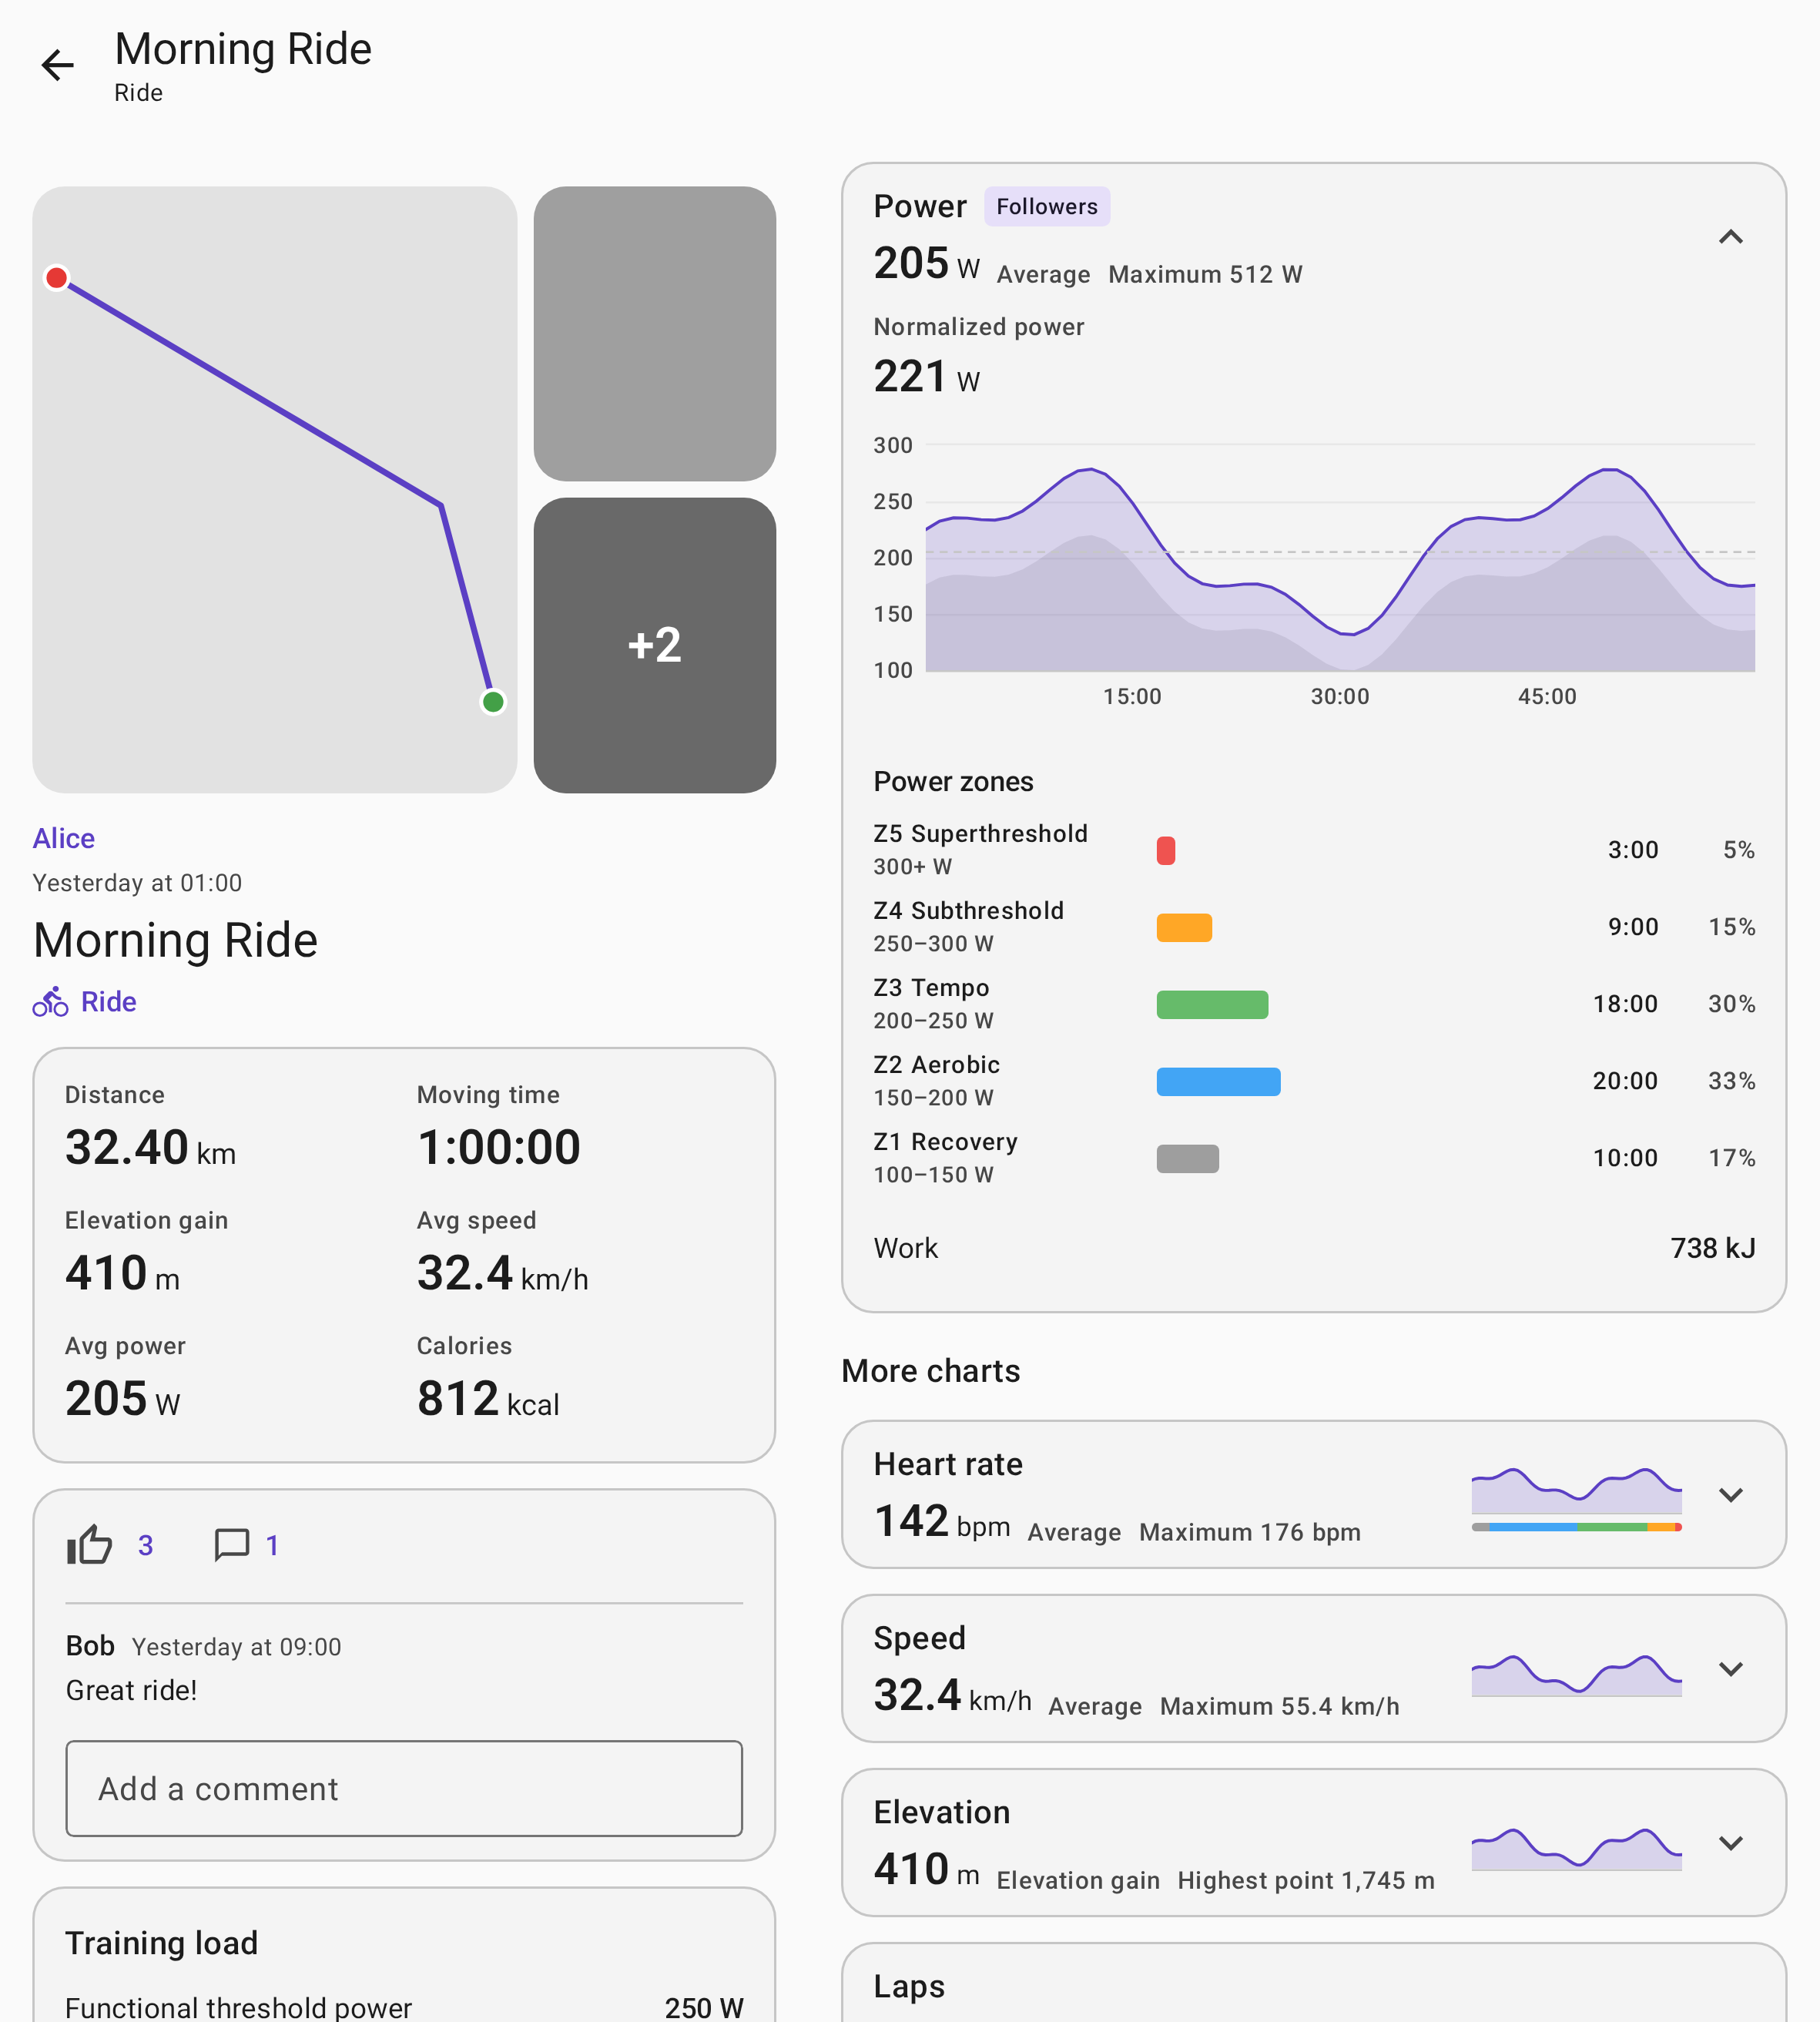 Morning Ride
Ride
+2
Alice
Yesterday at 01:00
Morning Ride
Ride
Distance
32.40 km
Moving time
1:00:00
Elevation gain
410 m
Avg speed
32.4 km/h
Avg power
205 W
Calories
812 kcal
3
1
Bob Yesterday at 09:00
Great ride!
Add a comment
Training load
Functional threshold power 250 W
Power Followers
205 W Average Maximum 512 W
Normalized power
221 W
300
250
200
150
100
15:00 30:00 45:00
Power zones
Z5 Superthreshold
300+ W
3:00 5%
Z4 Subthreshold
250–300 W
9:00 15%
Z3 Tempo
200–250 W
18:00 30%
Z2 Aerobic
150–200 W
20:00 33%
Z1 Recovery
100–150 W
10:00 17%
Work 738 kJ
More charts
Heart rate
142 bpm Average Maximum 176 bpm
Speed
32.4 km/h Average Maximum 55.4 km/h
Elevation
410 m Elevation gain Highest point 1,745 m
Laps